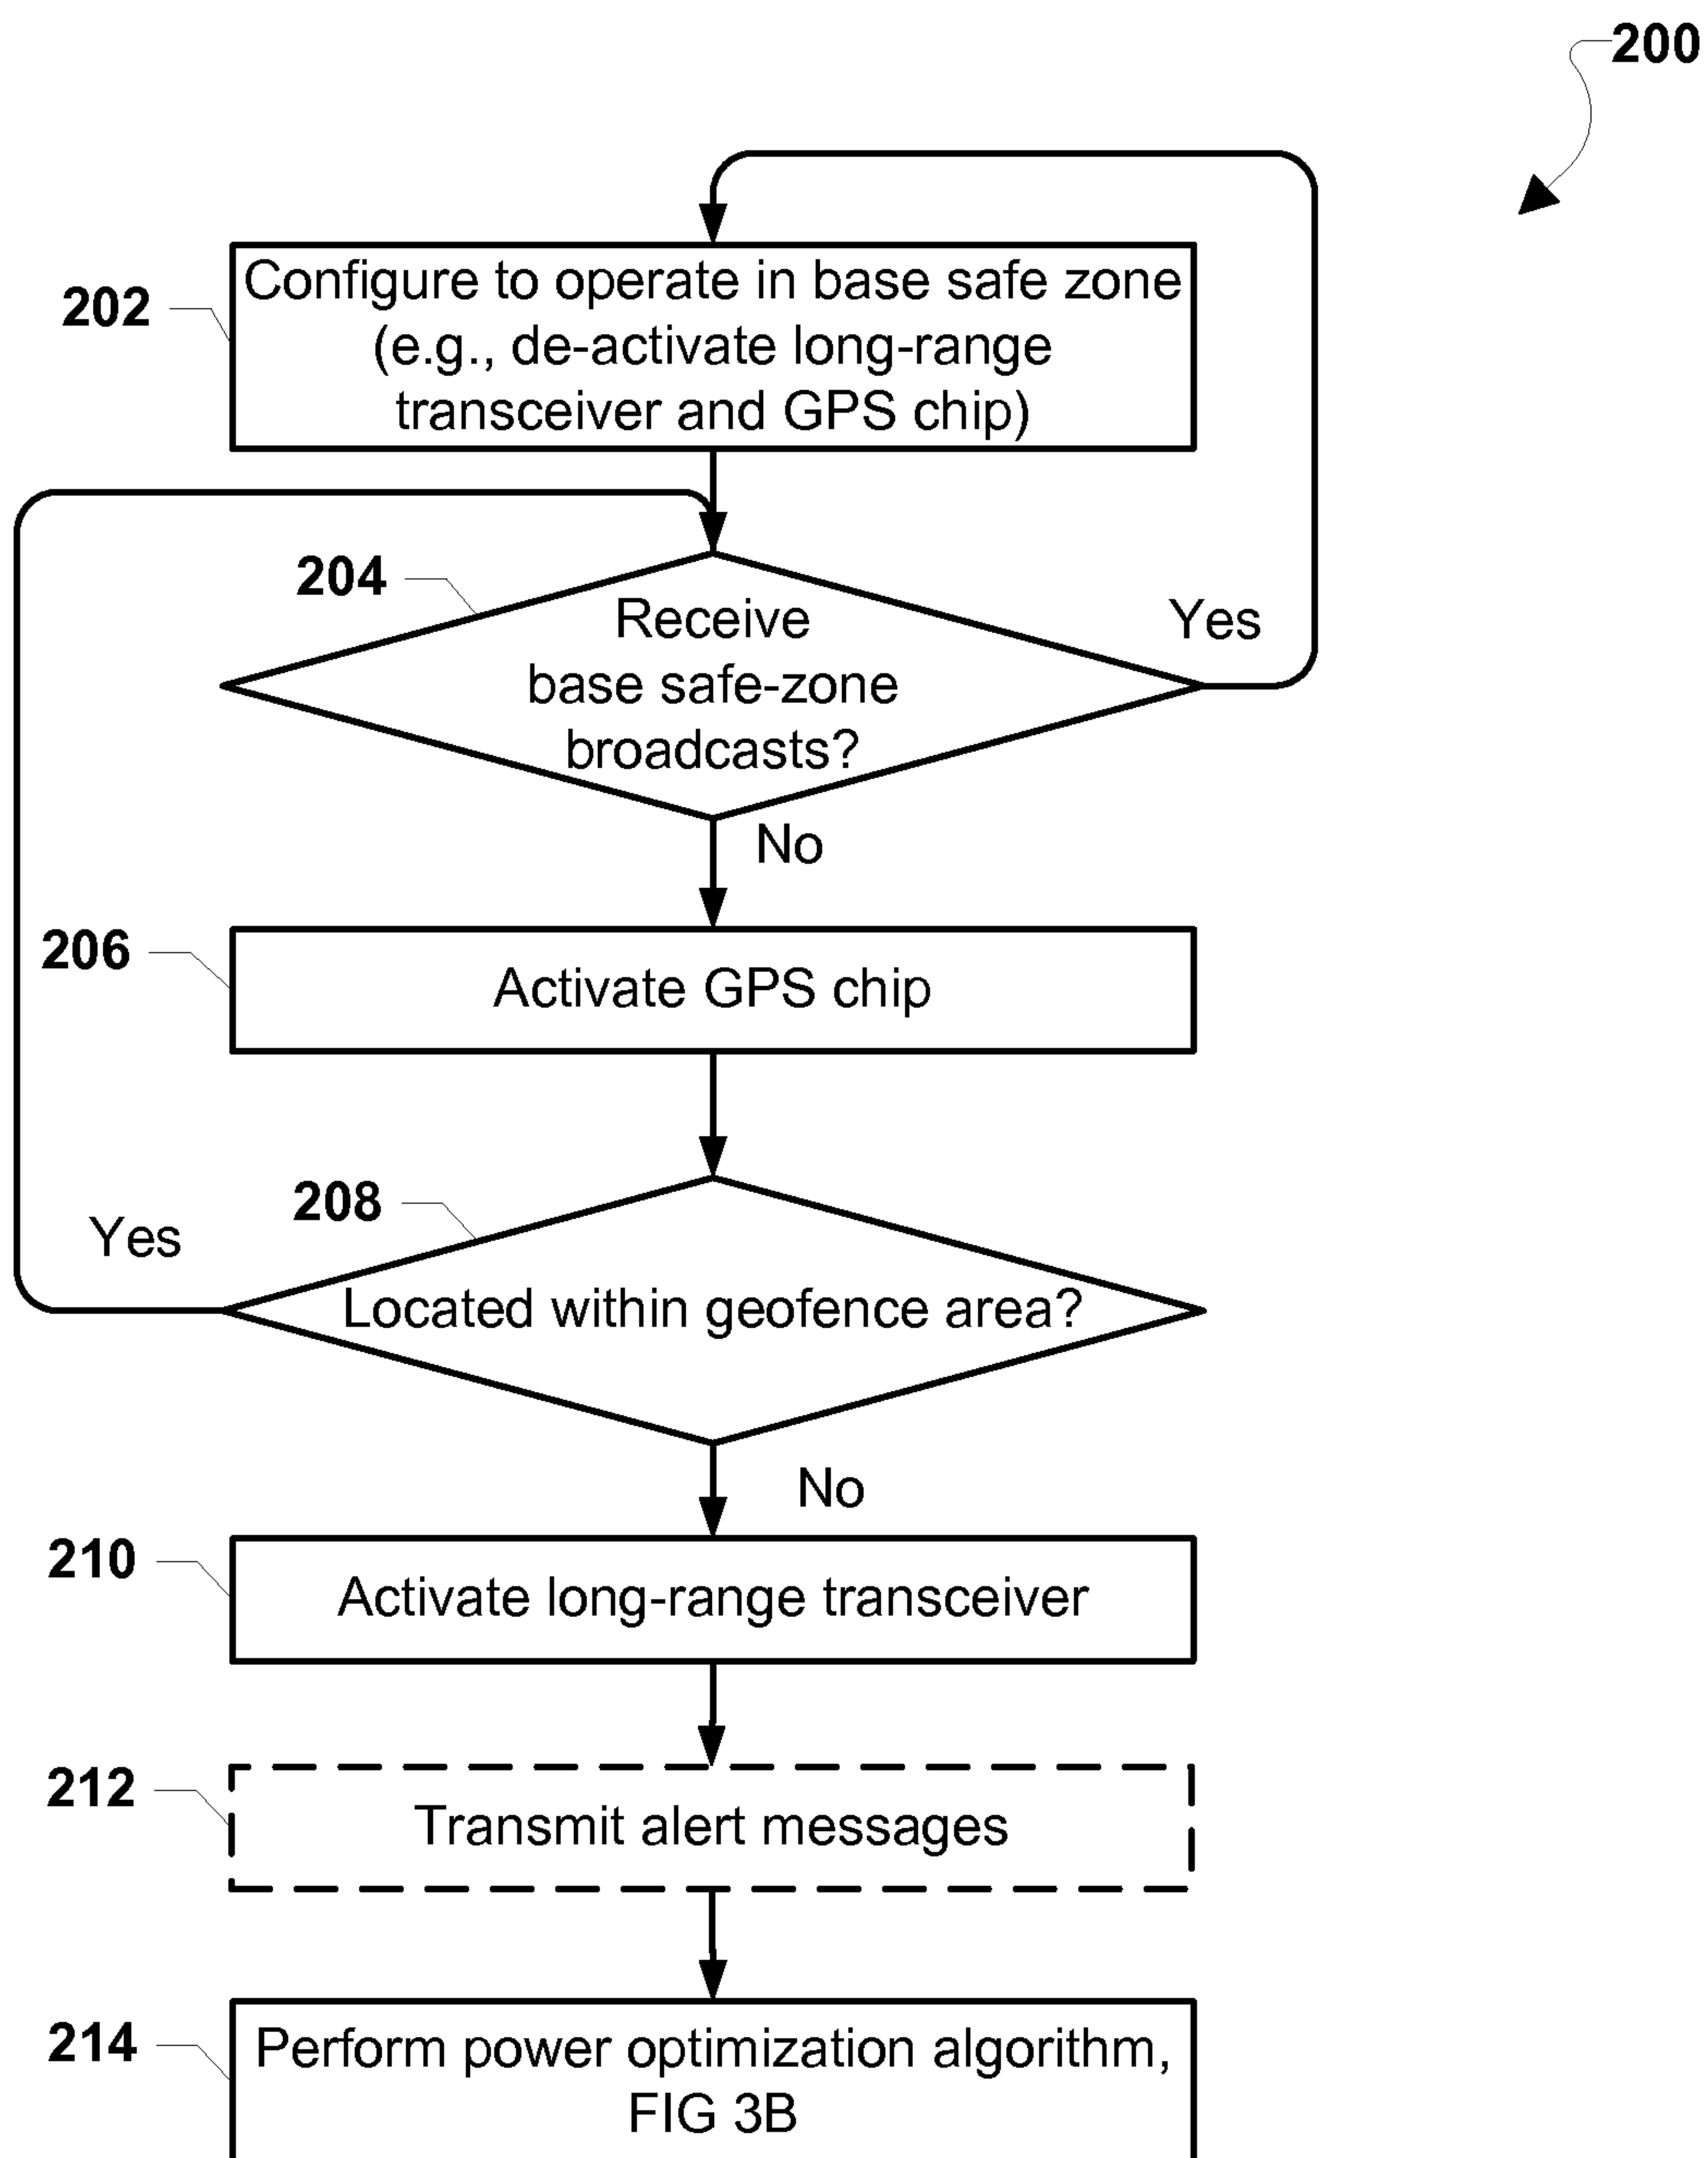 200
202
Configure to operate in base safe zone
(e.g., de-activate long-range
transceiver and GPS chip)
204
Receive
base safe-zone
broadcasts?
Yes
No
206
Activate GPS chip
208
Yes
Located within geofence area?
No
210
Activate long-range transceiver
212
Transmit alert messages
214
Perform power optimization algorithm,
FIG 3B